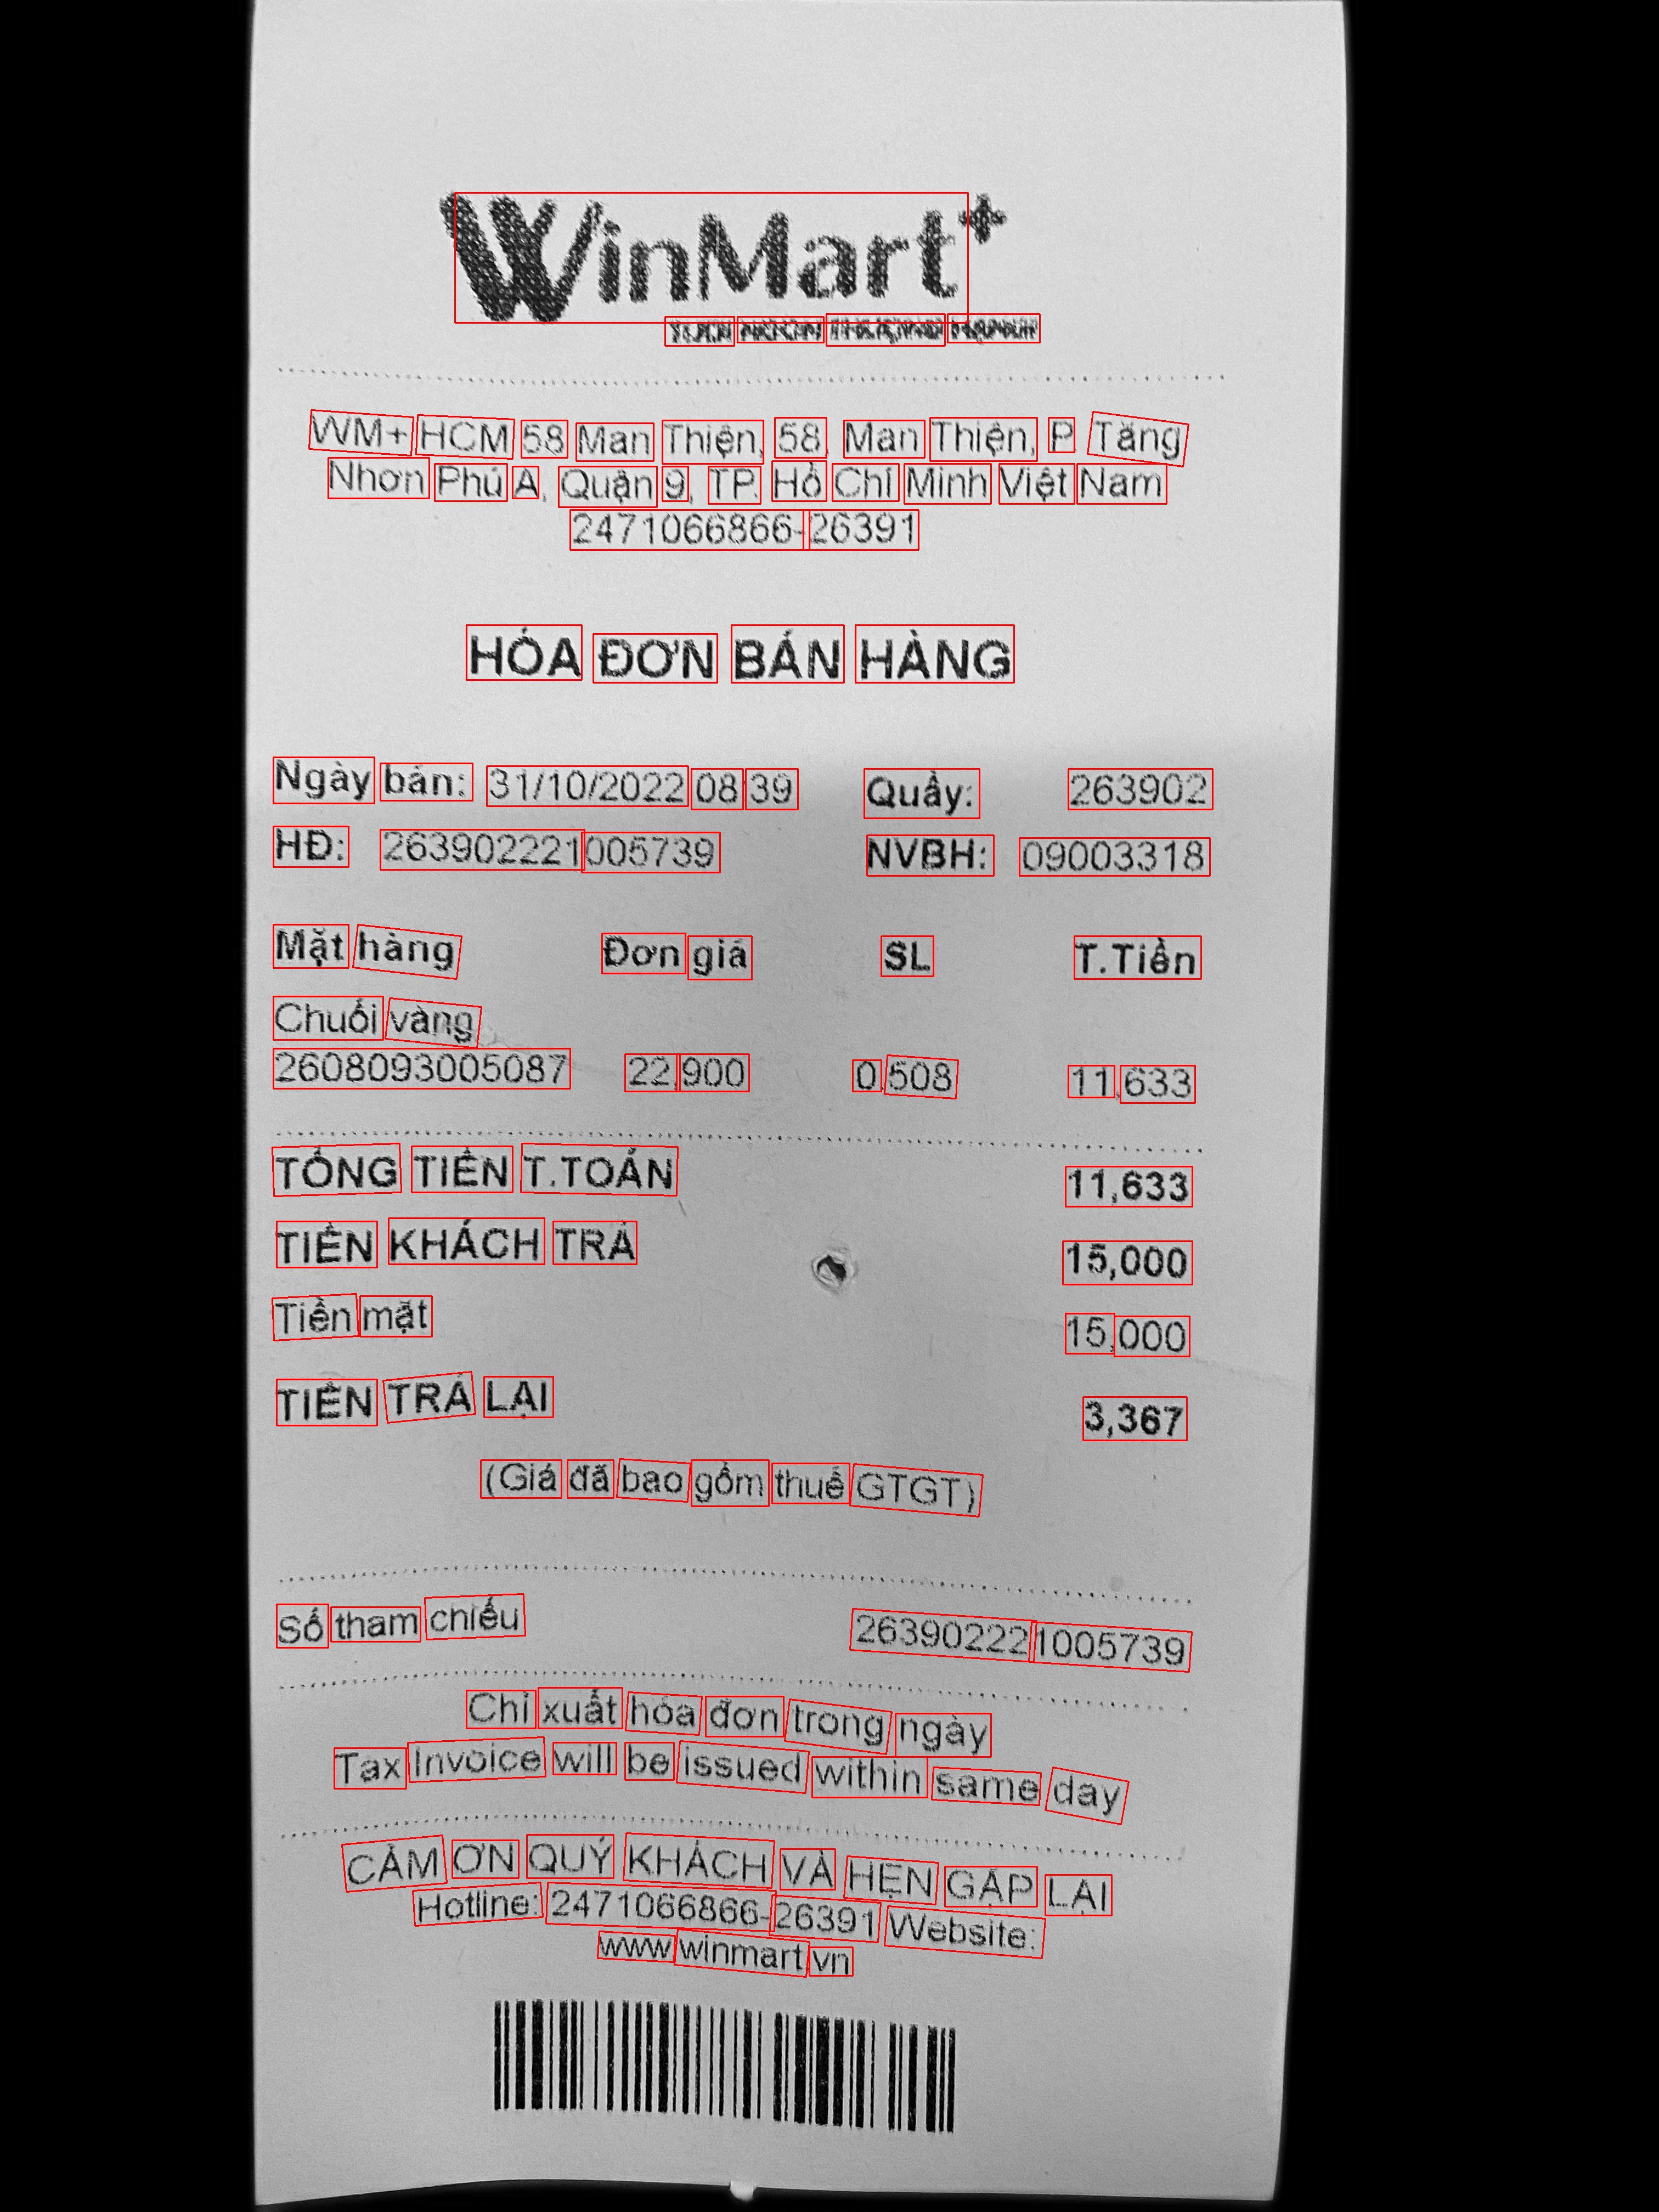 WinMart+
WM+ HCM 58 Man Thiện, 58, Man Thiện, P. Tăng
Nhơn Phú A, Quận 9, TP. Hồ Chí Minh Việt Nam
2471066866-26391
HÓA ĐƠN BÁN HÀNG
Ngày bán: 31/10/2022 08:39 Quầy: 263902
HĐ: 263902221005739 NVBH: 09003318
Mặt hàng Đơn giá SL T.Tiền
Chuối vàng
2608093005087 22,900 0,508 11,633
TỔNG TIỀN T.TOÁN 11,633
TIỀN KHÁCH TRẢ 15,000
Tiền mặt 15,000
TIỀN TRẢ LẠI 3,367
(Giá đã bao gồm thuế GTGT)
Số tham chiếu 263902221005739
Chỉ xuất hóa đơn trong ngày
Tax Invoice will be issued within same day
CẢM ƠN QUÝ KHÁCH VÀ HẸN GẶP LẠI
Hotline: 2471066866-26391 Website:
www.winmart.vn